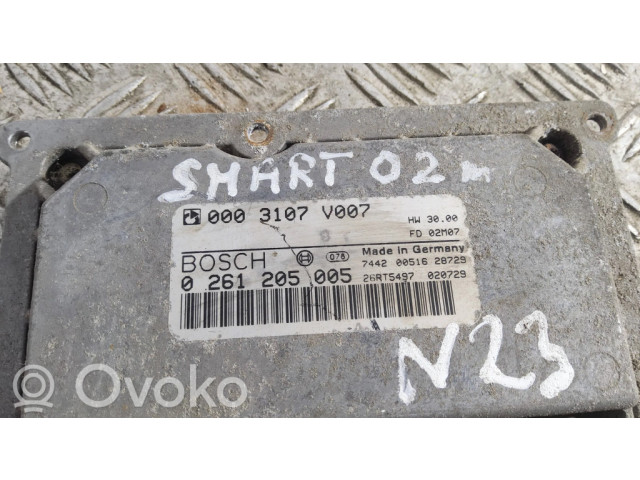 SMART 02 m
000 3107 V007
HW 30.00
FD 02M07
BOSCH
078
Made in Germany
7442 00516 28729
0 261 205 005
26RT5497 020729
N23
Ovoko